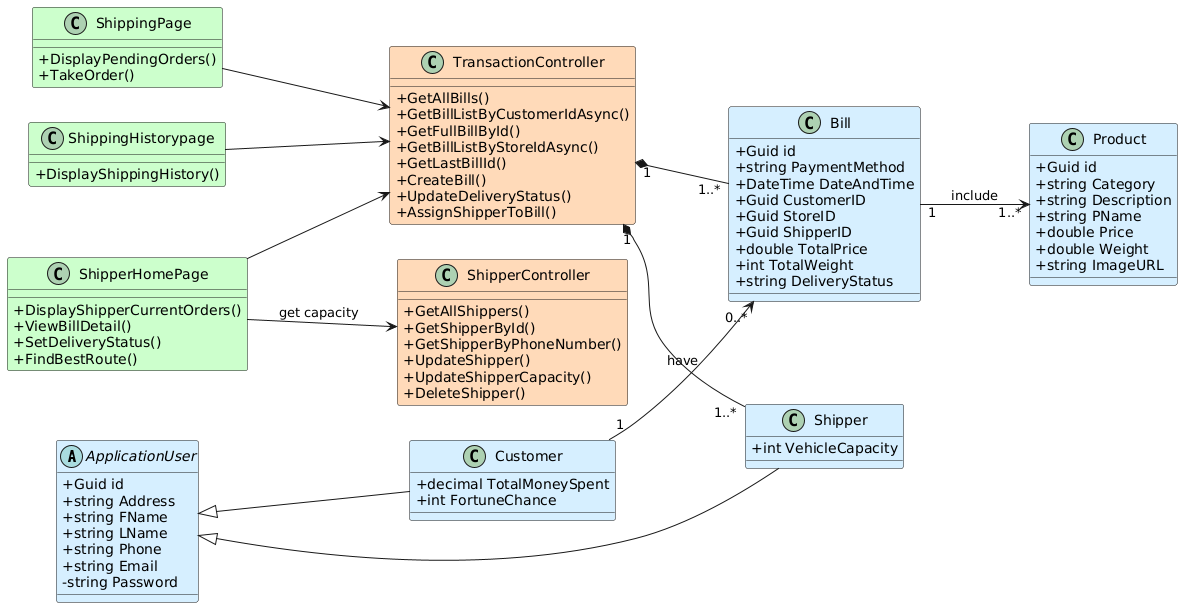 C ShippingPage
+DisplayPendingOrders()
+TakeOrder()
C ShippingHistorypage
+DisplayShippingHistory()
C ShipperHomePage
+DisplayShipperCurrentOrders()
+ViewBillDetail()
+SetDeliveryStatus()
+FindBestRoute()
A ApplicationUser
+Guid id
+string Address
+string FName
+string LName
+string Phone
+string Email
-string Password
C TransactionController
+GetAllBills()
+GetBillListByCustomerIdAsync()
+GetFullBillById()
+GetBillListByStoreIdAsync()
+GetLastBillId()
+CreateBill()
+UpdateDeliveryStatus()
+AssignShipperToBill()
get capacity
C ShipperController
+GetAllShippers()
+GetShipperById()
+GetShipperByPhoneNumber()
+UpdateShipper()
+UpdateShipperCapacity()
+DeleteShipper()
C Customer
+decimal TotalMoneySpent
+int FortuneChance
1
1..*
1
1..*
1
have
0..*
C Bill
+Guid id
+string PaymentMethod
+DateTime DateAndTime
+Guid CustomerID
+Guid StoreID
+Guid ShipperID
+double TotalPrice
+int TotalWeight
+string DeliveryStatus
C Shipper
+int VehicleCapacity
include
1
1..*
C Product
+Guid id
+string Category
+string Description
+string PName
+double Price
+double Weight
+string ImageURL